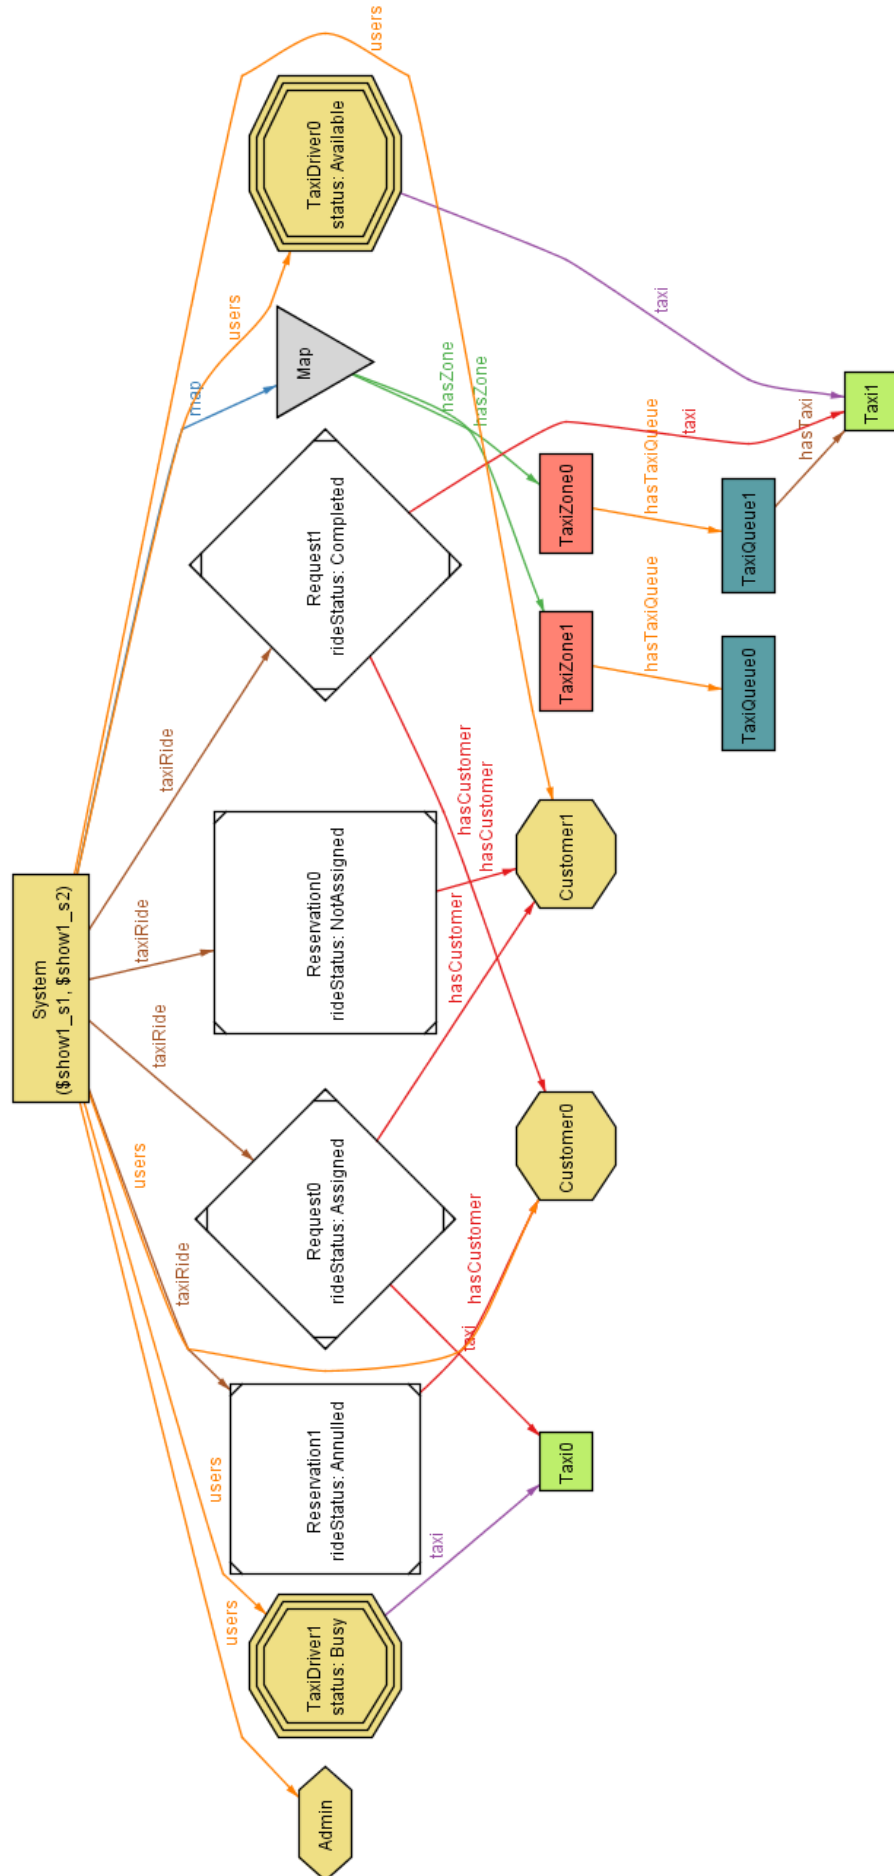 System
($show1_s1, $show1_s2)
users
users
users
users
users
map
taxiRide
taxiRide
taxiRide
taxiRide
Admin
TaxiDriver1
status: Busy
Reservation1
rideStatus: Annulled
Request0
rideStatus: Assigned
Reservation0
rideStatus: NotAssigned
Request1
rideStatus: Completed
Map
TaxiDriver0
status: Available
taxi
taxi
hasCustomer
hasCustomer
hasCustomer
hasCustomer
hasZone
hasZone
taxi
taxi
Taxi0
Customer0
Customer1
TaxiZone1
TaxiZone0
hasTaxiQueue
hasTaxiQueue
TaxiQueue0
TaxiQueue1
hasTaxi
Taxi1